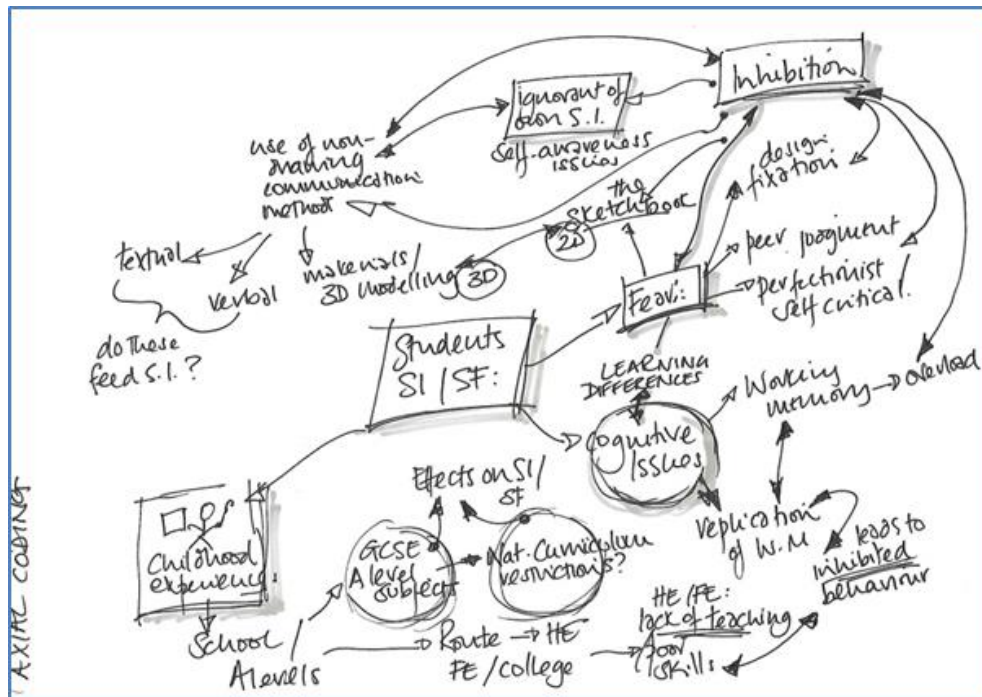 Inhibition
ignorant of
own S.I.
self-awareness
issues
use of non-
drawing
communication
method
design
fixation
the
sketchbook
2D
textual
verbal
materials/
3D modelling
3D
do these
feed S.I.?
Fear:
peer judgment
perfectionist
self critical!
Students
SI/SF:
LEARNING
DIFFERENCES
Cognitive
Issues
Working
memory
overload
replication
of W.M
leads to
inhibited
behaviour
Effects on SI/
SF
Childhood
experience
GCSE
A level
subjects
Nat. Curriculum
restrictions?
School
A levels
Route
HE
FE/college
HE/FE:
lack of teaching
poor
skills
AXIAL CODING